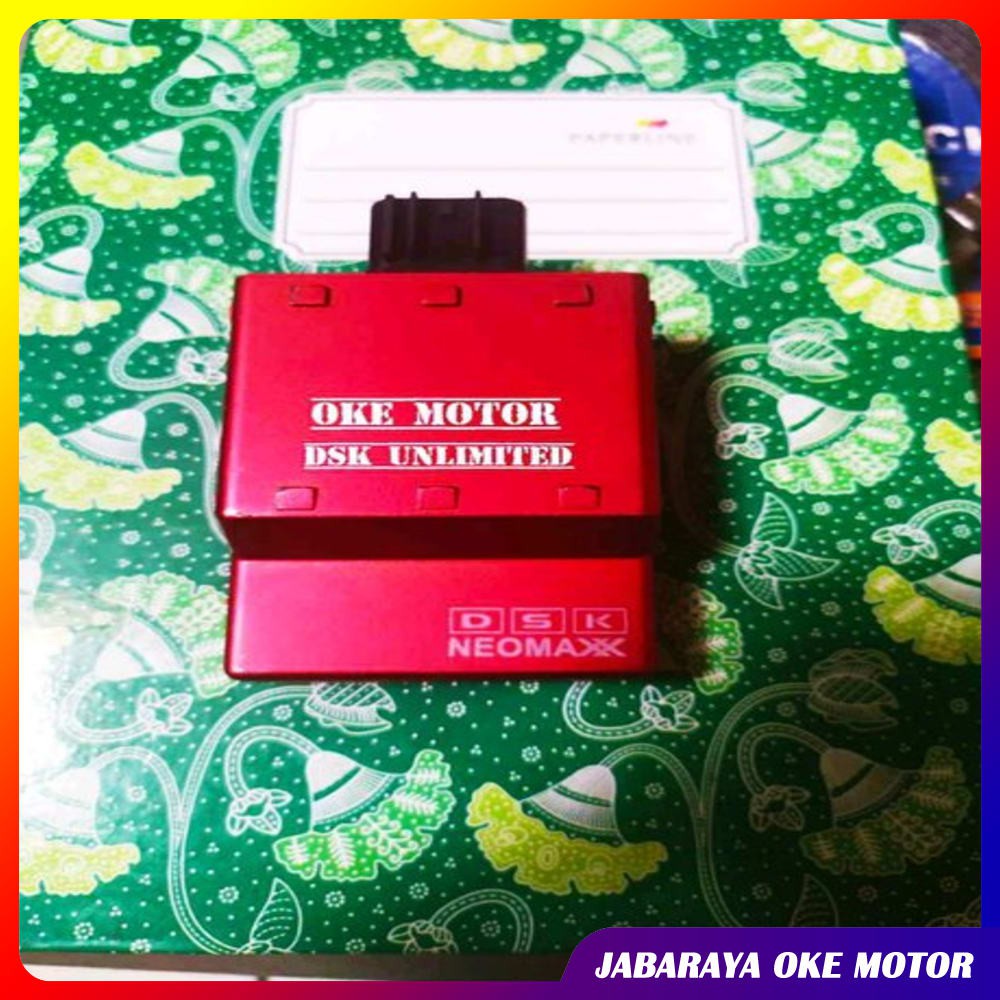 PAPERLINE
OKE MOTOR
DSK UNLIMITED
DSK
NEOMAXX
JABARAYA OKE MOTOR